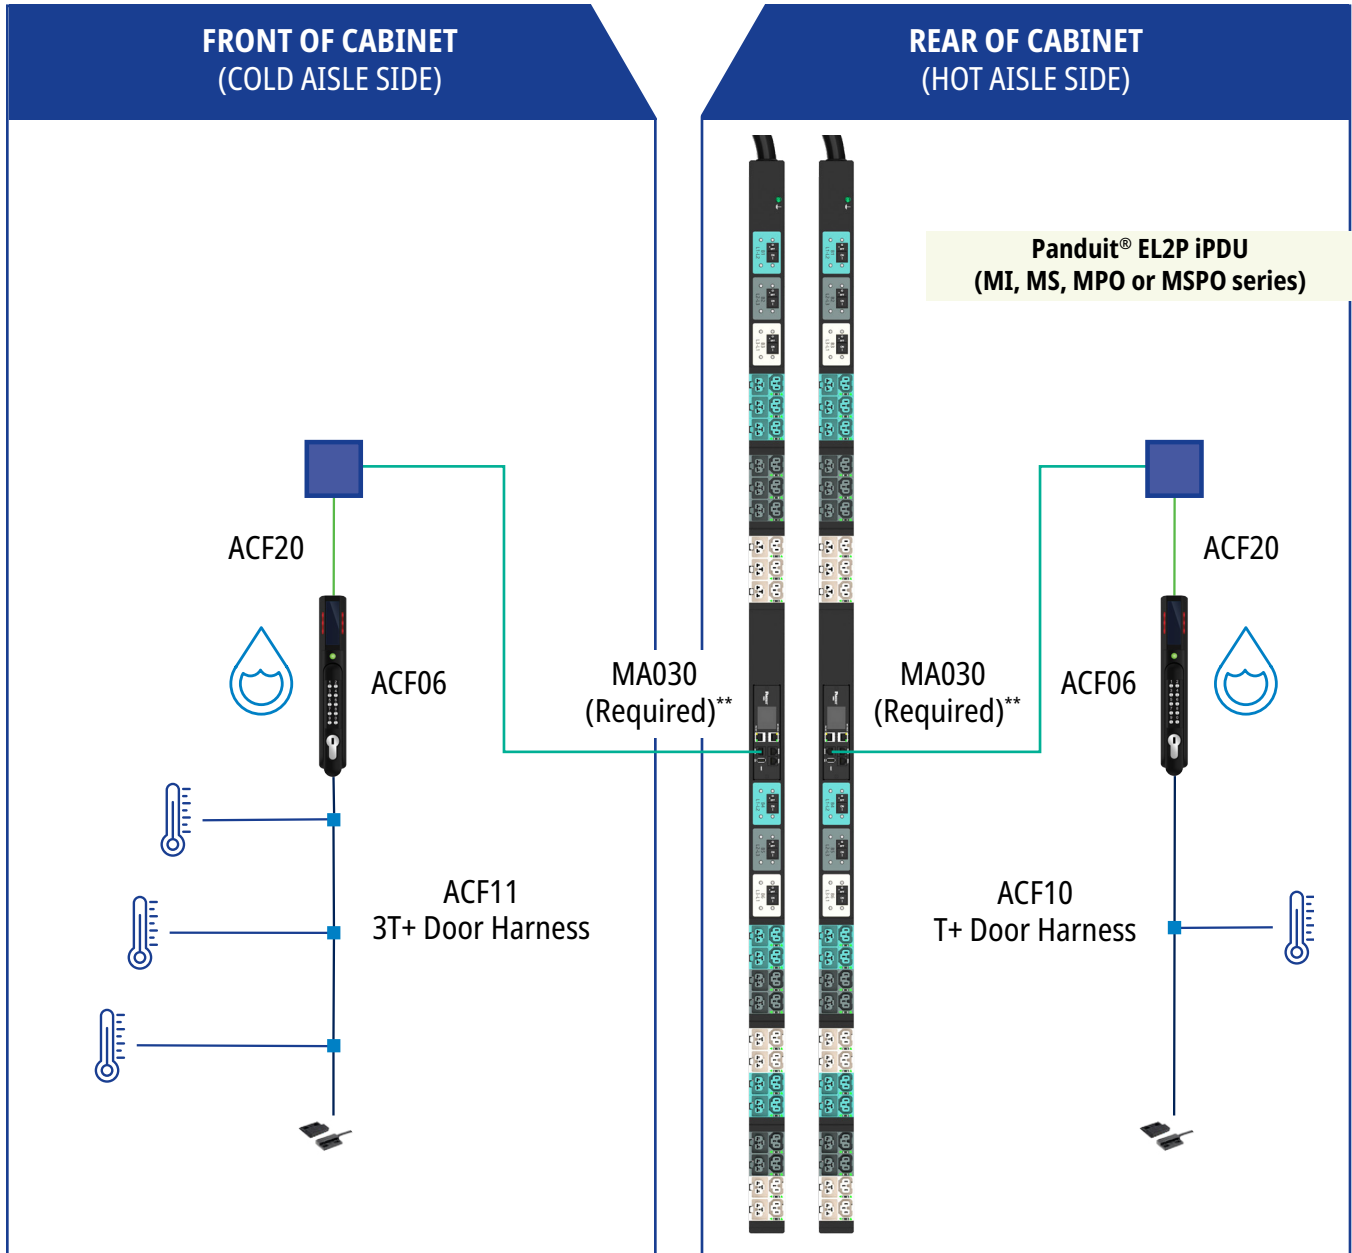 FRONT OF CABINET
(COLD AISLE SIDE)
REAR OF CABINET
(HOT AISLE SIDE)
Panduit® EL2P iPDU
(MI, MS, MPO or MSPO series)
ACF20
ACF06
MA030
(Required)**
ACF11
3T+ Door Harness
MA030
(Required)**
ACF20
ACF06
ACF10
T+ Door Harness